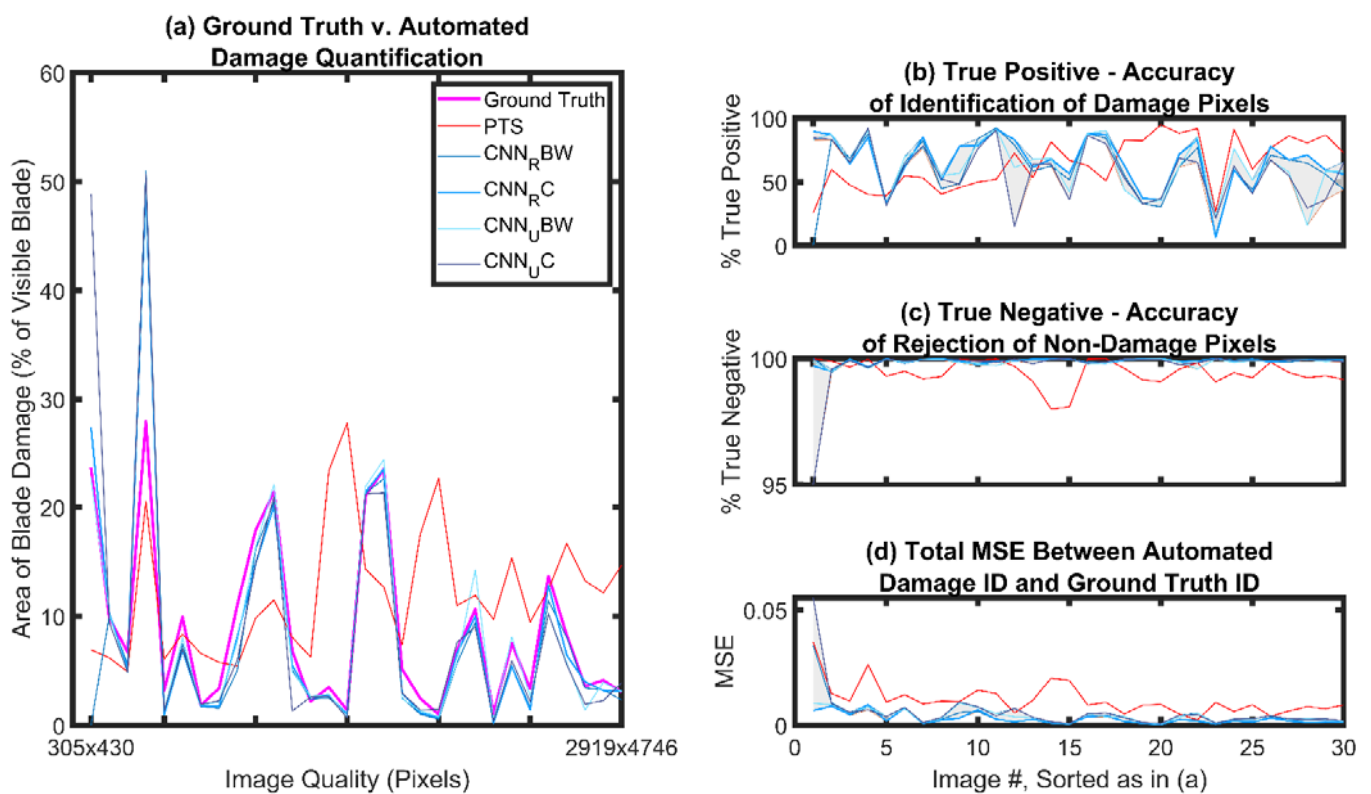 (a) Ground Truth v. Automated
Damage Quantification
60
50
40
30
20
10
0
Area of Blade Damage (% of Visible Blade)
Ground Truth
PTS
CNN_RBW
CNN_RC
CNN_UBW
CNN_UC
305x430
2919x4746
Image Quality (Pixels)
(b) True Positive - Accuracy
of Identification of Damage Pixels
100
50
0
% True Positive
(c) True Negative - Accuracy
of Rejection of Non-Damage Pixels
100
95
% True Negative
(d) Total MSE Between Automated
Damage ID and Ground Truth ID
0.05
0
MSE
0 5 10 15 20 25 30
Image #, Sorted as in (a)